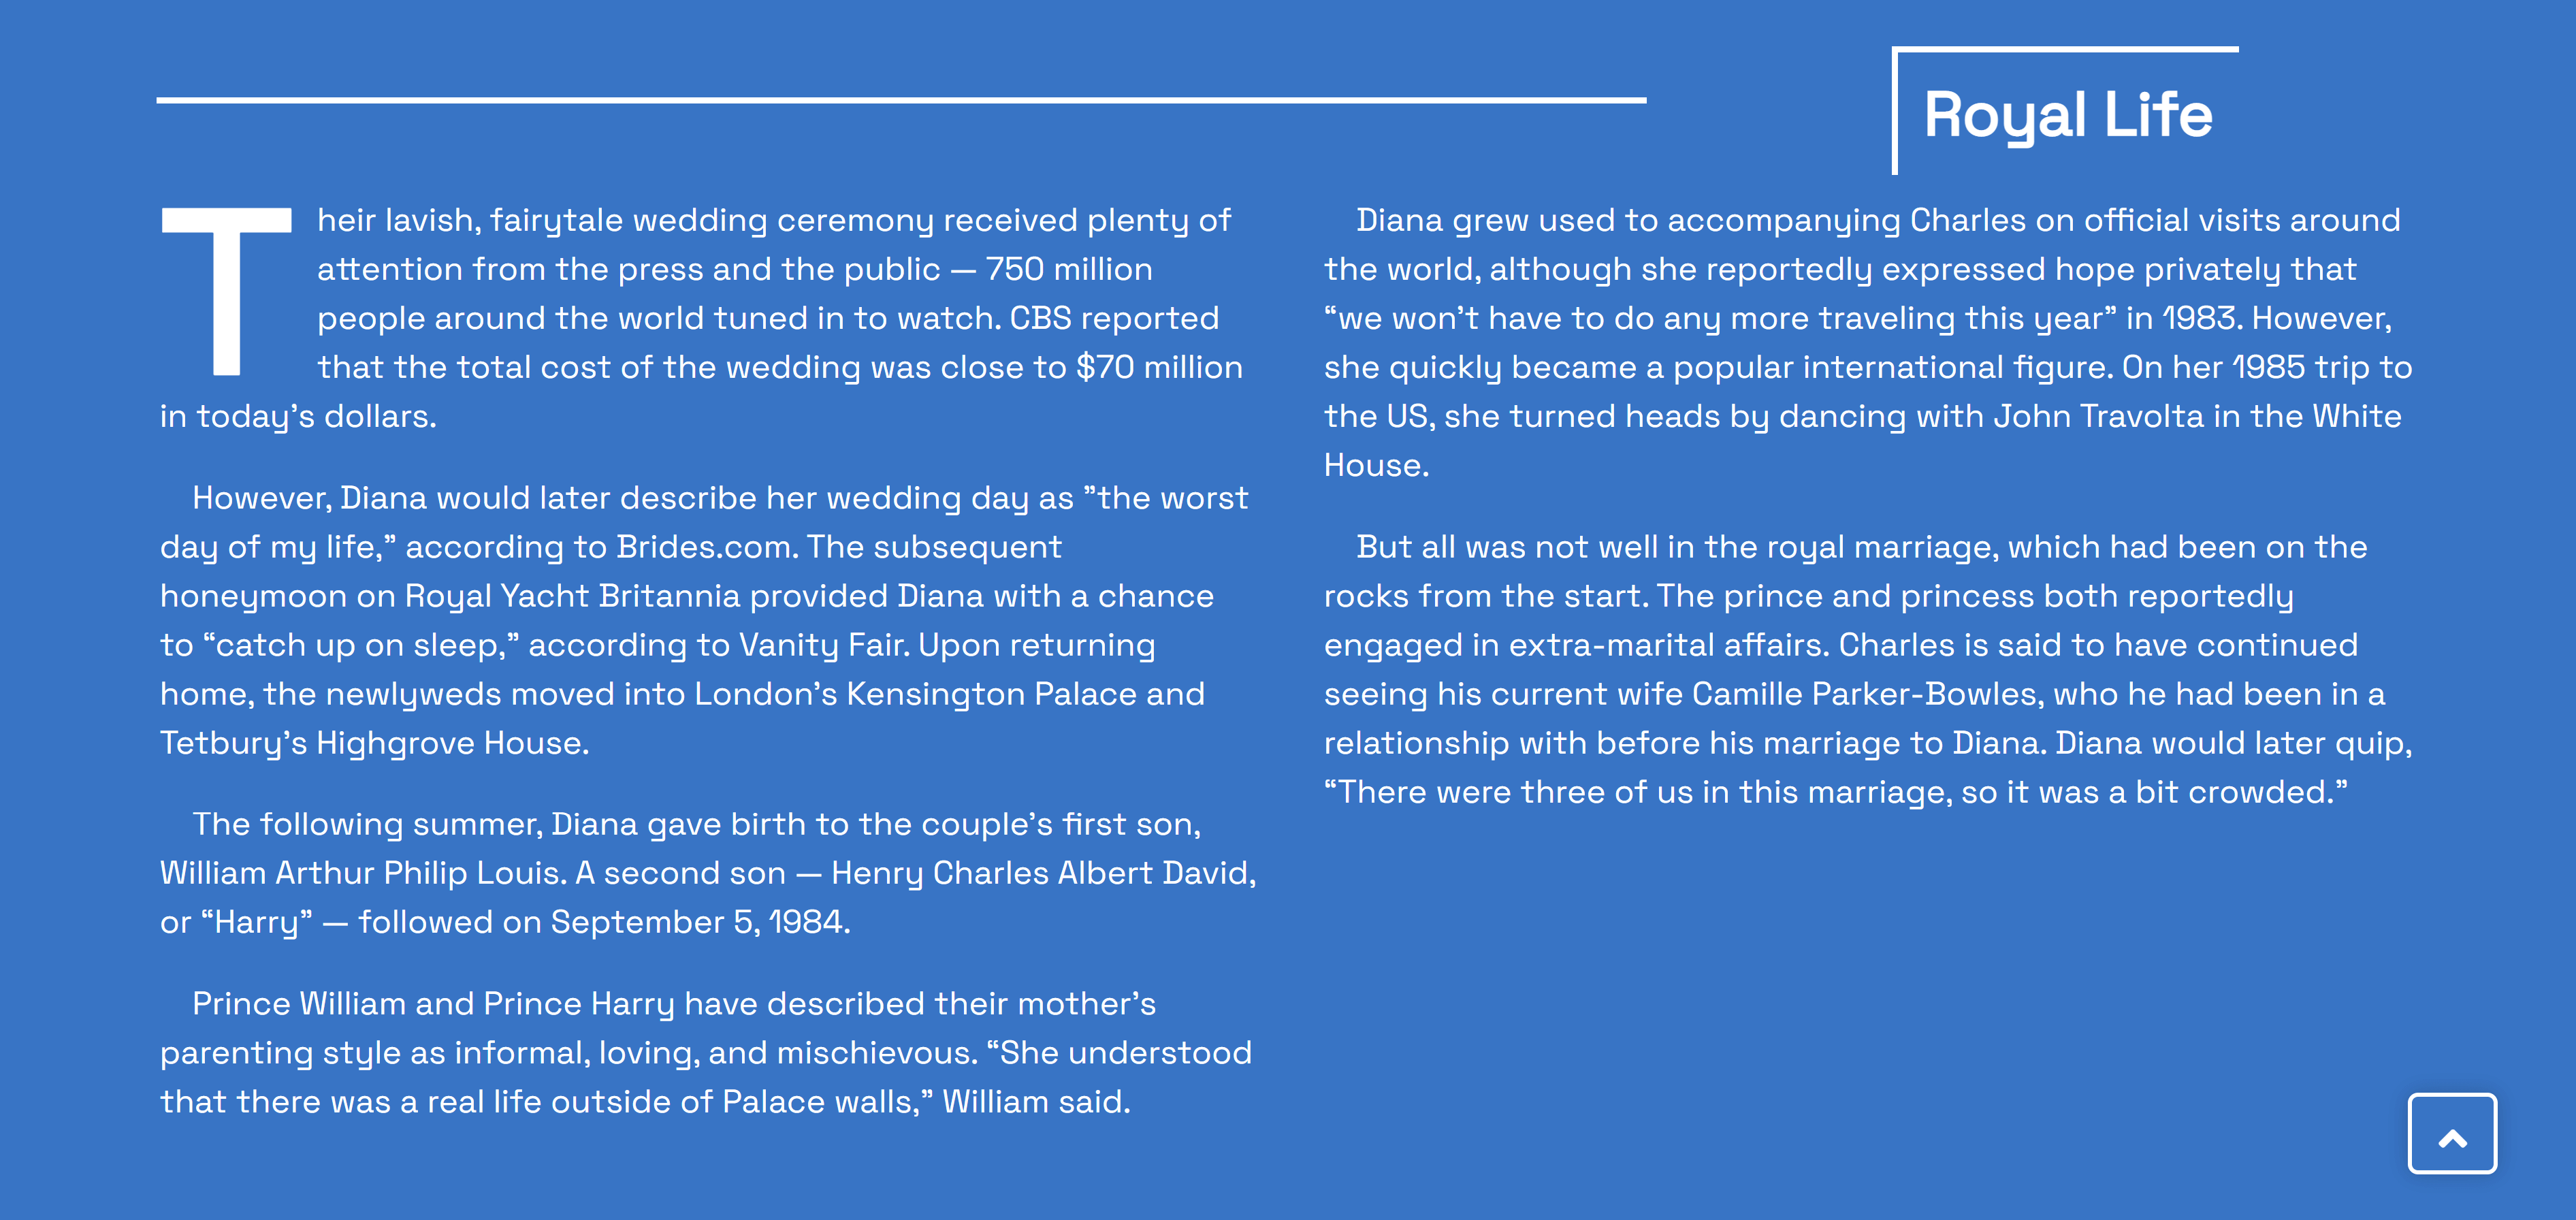 Royal Life
Their lavish, fairytale wedding ceremony received plenty of
attention from the press and the public — 750 million
people around the world tuned in to watch. CBS reported
that the total cost of the wedding was close to $70 million
in today’s dollars.
However, Diana would later describe her wedding day as ”the worst
day of my life,” according to Brides.com. The subsequent
honeymoon on Royal Yacht Britannia provided Diana with a chance
to “catch up on sleep,” according to Vanity Fair. Upon returning
home, the newlyweds moved into London’s Kensington Palace and
Tetbury’s Highgrove House.
The following summer, Diana gave birth to the couple’s first son,
William Arthur Philip Louis. A second son — Henry Charles Albert David,
or “Harry” — followed on September 5, 1984.
Prince William and Prince Harry have described their mother’s
parenting style as informal, loving, and mischievous. “She understood
that there was a real life outside of Palace walls,” William said.
Diana grew used to accompanying Charles on official visits around
the world, although she reportedly expressed hope privately that
“we won’t have to do any more traveling this year” in 1983. However,
she quickly became a popular international figure. On her 1985 trip to
the US, she turned heads by dancing with John Travolta in the White
House.
But all was not well in the royal marriage, which had been on the
rocks from the start. The prince and princess both reportedly
engaged in extra-marital affairs. Charles is said to have continued
seeing his current wife Camille Parker-Bowles, who he had been in a
relationship with before his marriage to Diana. Diana would later quip,
“There were three of us in this marriage, so it was a bit crowded.”